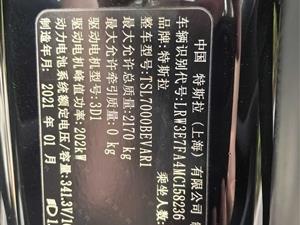 中国 特斯拉（上海）有限公司
车辆识别代号:LRW3E7FA4MC158236
品牌:特斯拉 乘坐人数
整车型号:TSL7000BEVAR1
最大允许总质量:2170 kg
最大允许牵引质量:0 kg
驱动电机型号:3D1
驱动电机峰值功率:202kW
动力电池系统额定电压/容量:344.3V/1
制造年月: 2021 年 01 月